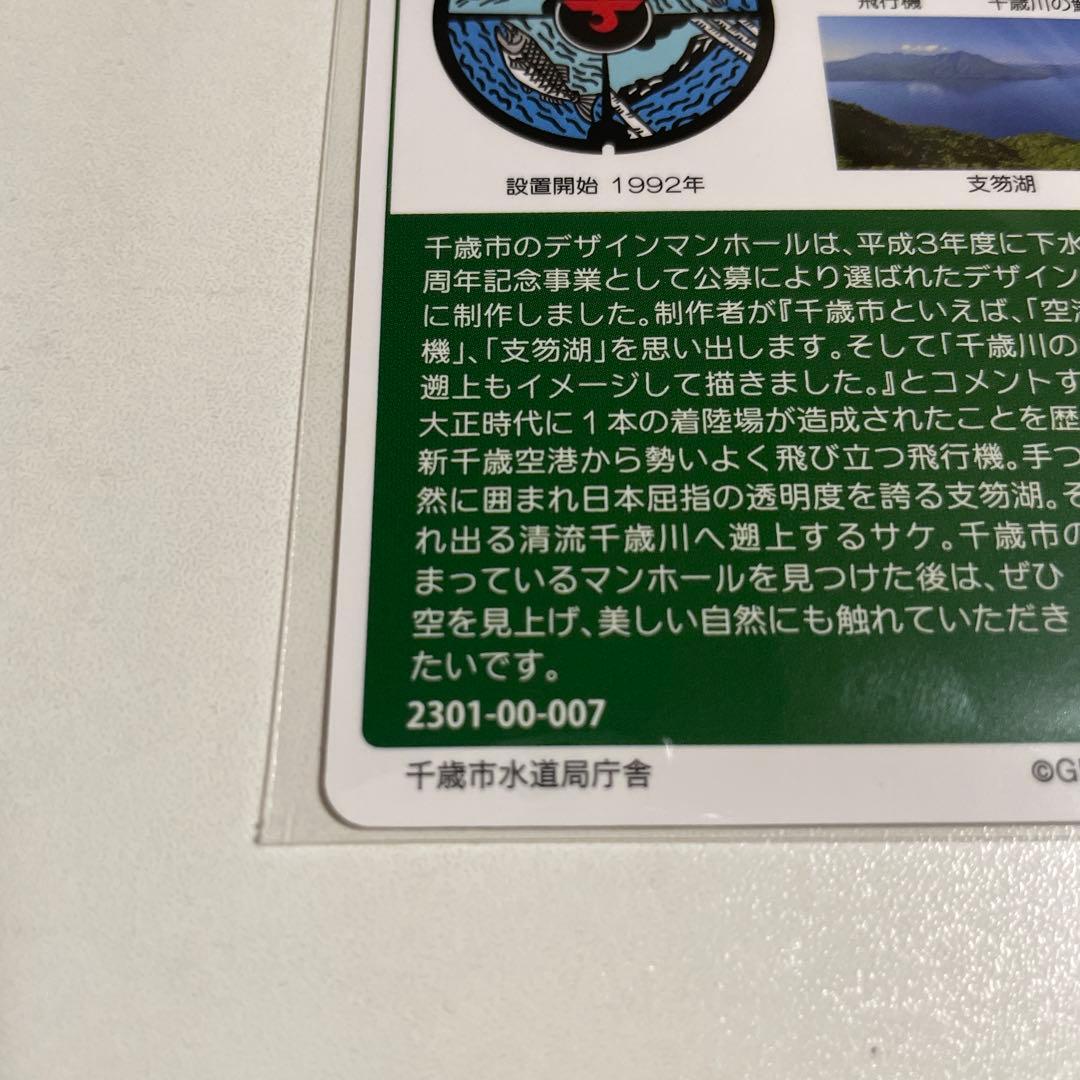 飛行機 千歳川の
設置開始 1992年
支笏湖
千歳市のデザインマンホールは、平成3年度に下水
周年記念事業として公募により選ばれたデザイン
に制作しました。制作者が『千歳市といえば、「空
機」、「支笏湖」を思い出します。そして「千歳川の
遡上もイメージして描きました。』とコメントす
大正時代に1本の着陸場が造成されたことを歴
新千歳空港から勢いよく飛び立つ飛行機。手つ
然に囲まれ日本屈指の透明度を誇る支笏湖。そ
れ出る清流千歳川へ遡上するサケ。千歳市の
まっているマンホールを見つけた後は、ぜひ
空を見上げ、美しい自然にも触れていただき
たいです。
2301-00-007
千歳市水道局庁舎
©G